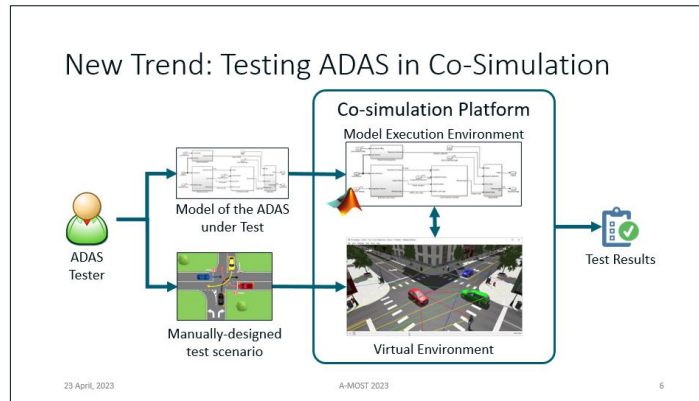 New Trend: Testing ADAS in Co-Simulation
Co-simulation Platform
Model Execution Environment
Model of the ADAS
under Test
ADAS
Tester
Manually-designed
test scenario
Virtual Environment
Test Results
23 April, 2023
A-MOST 2023
6